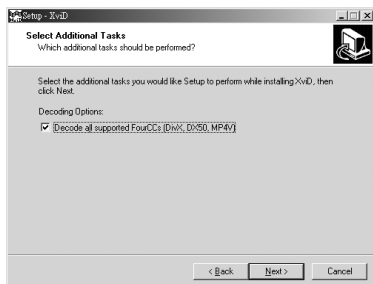 Setup - XviD
Select Additional Tasks
Which additional tasks should be performed?
Select the additional tasks you would like Setup to perform while installing XviD, then
click Next.
Decoding Options:
Decode all supported FourCCs (DivX, DX50, MP4V)
< Back
Next >
Cancel